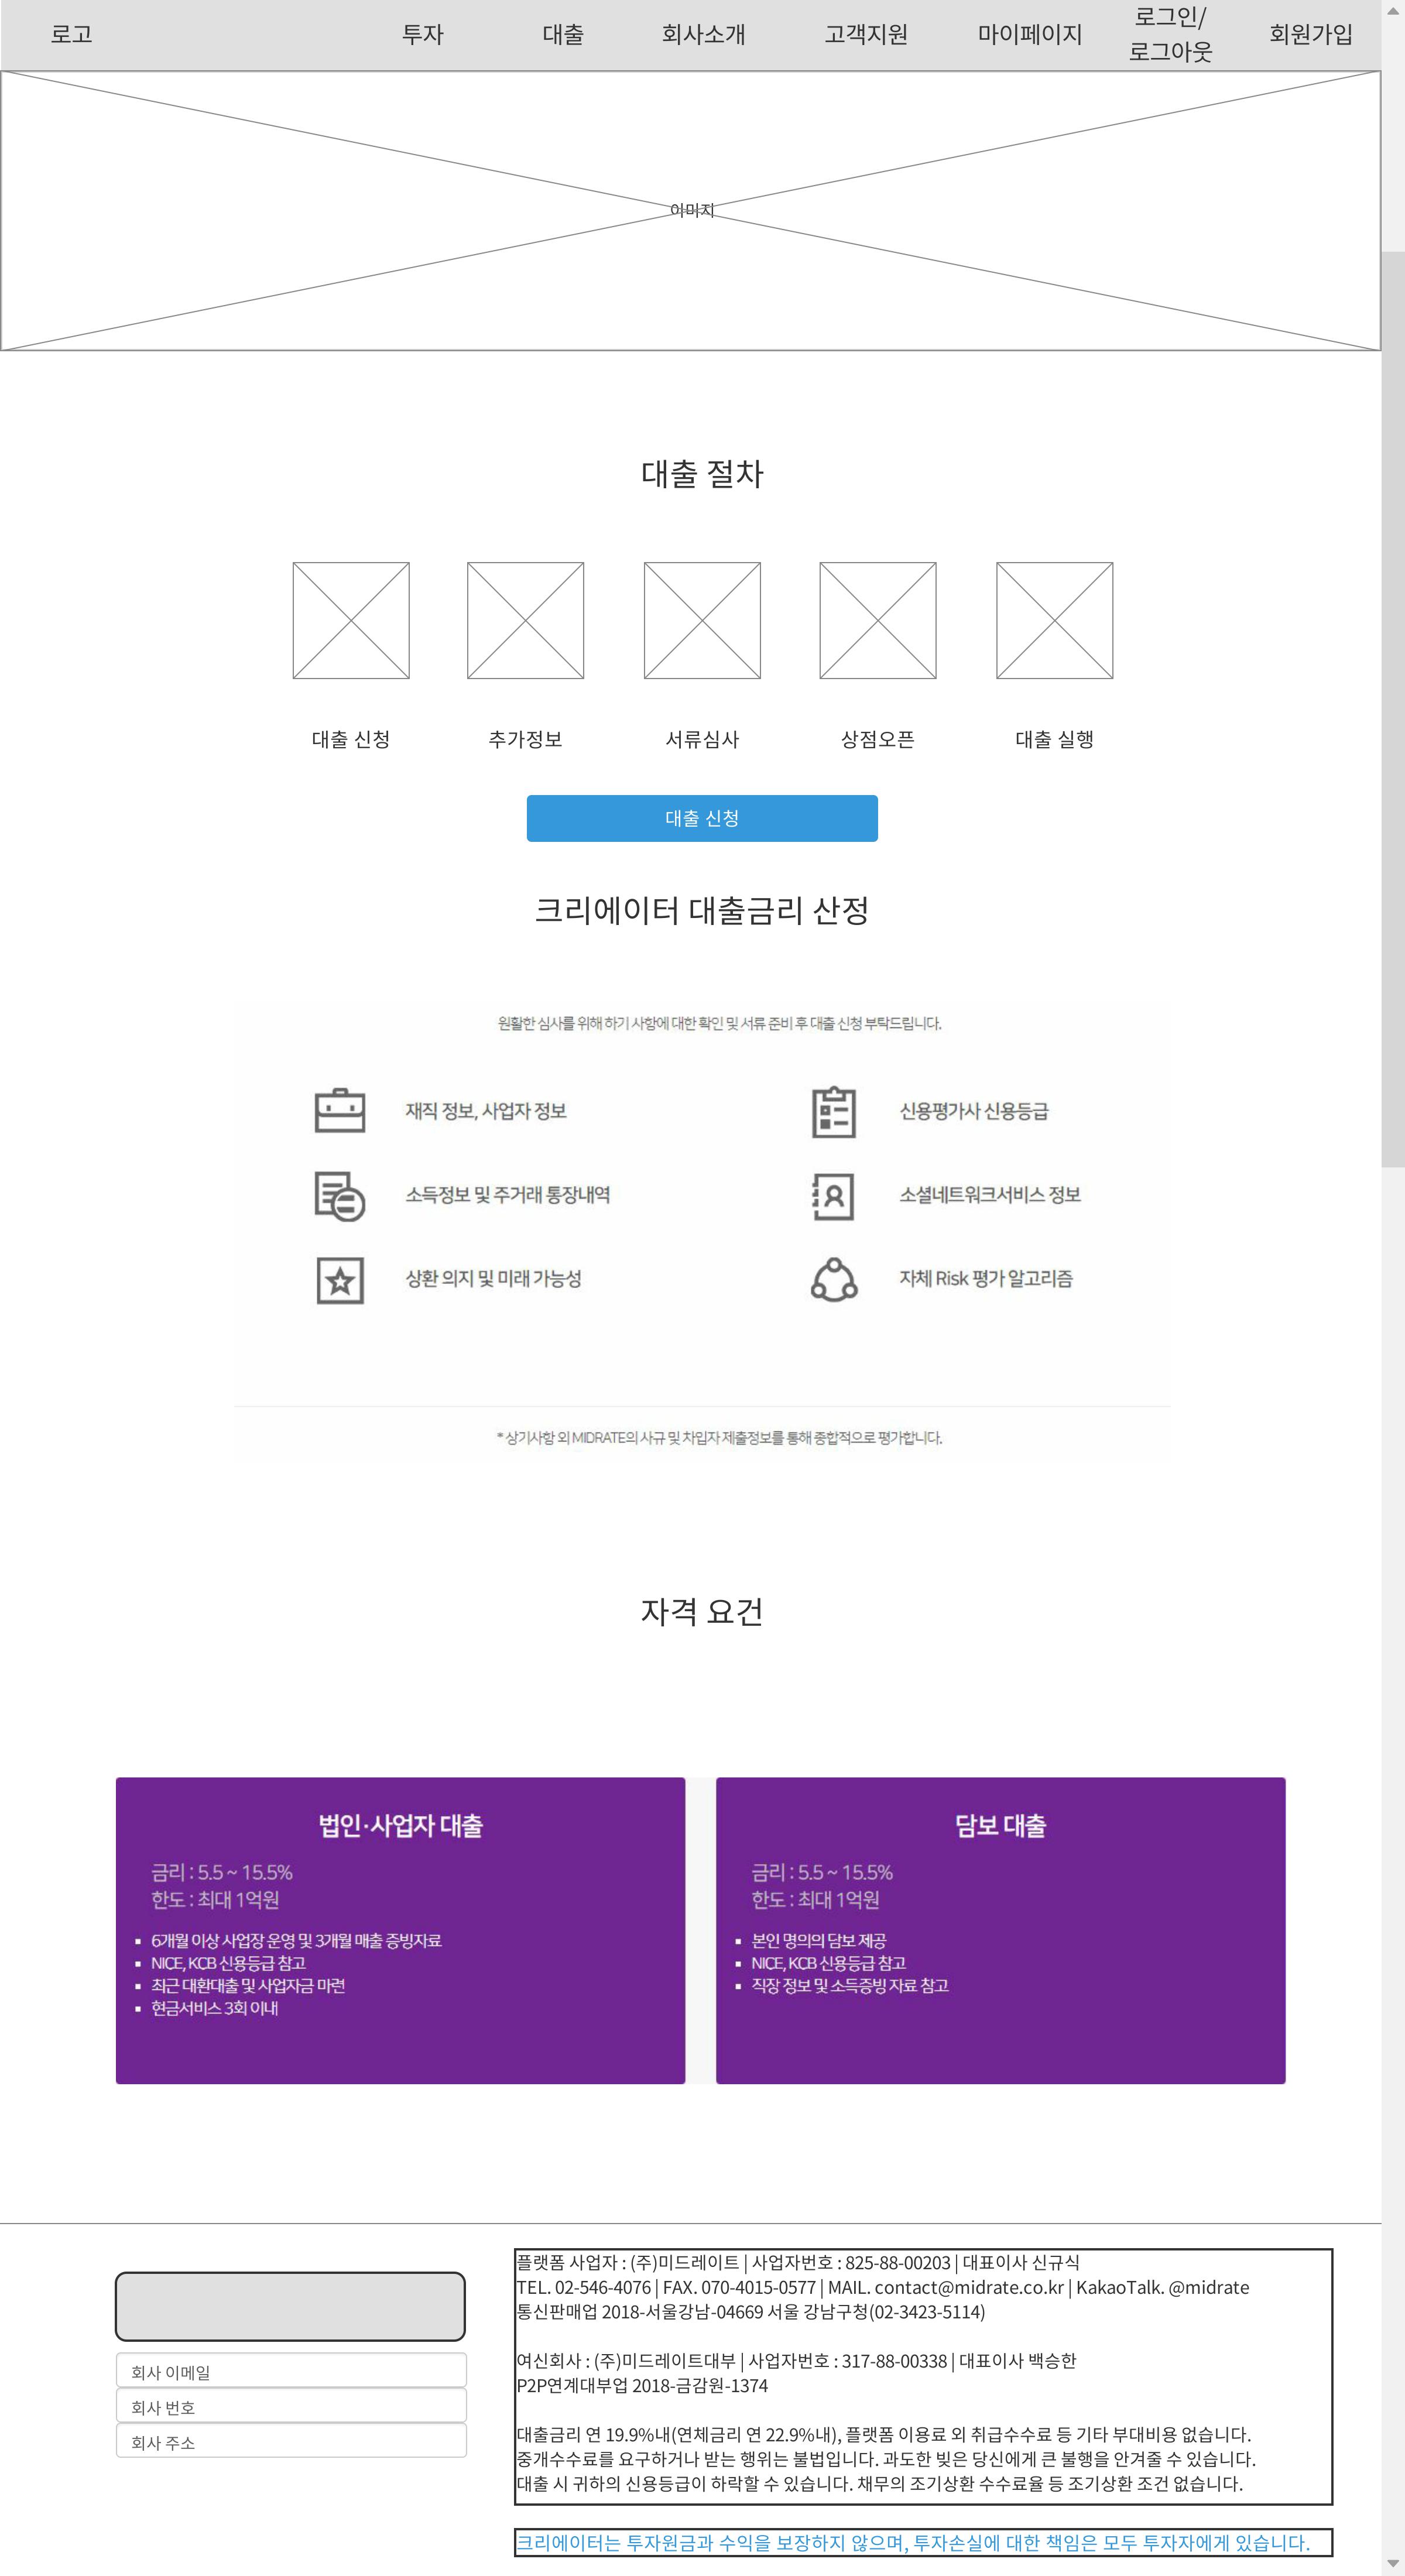 로고
투자
대출
회사소개
고객지원
마이페이지
로그인/
로그아웃
회원가입
이미지
대출 절차
대출 신청
추가정보
서류심사
상점오픈
대출 실행
대출 신청
크리에이터 대출금리 산정
원활한 심사를 위해 하기 사항에 대한 확인 및 서류 준비 후 대출 신청 부탁드립니다.
재직 정보, 사업자 정보
신용평가사 신용등급
소득정보 및 주거래 통장내역
소셜네트워크서비스 정보
상환 의지 및 미래 가능성
자체 Risk 평가 알고리즘
* 상기사항 외 MIDRATE의 사규 및 차입자 제출정보를 통해 종합적으로 평가합니다.
자격 요건
법인·사업자 대출
금리 : 5.5 ~ 15.5%
한도 : 최대 1억원
▪ 6개월 이상 사업장 운영 및 3개월 매출 증빙자료
▪ NICE, KCB 신용등급 참고
▪ 최근 대환대출 및 사업자금 마련
▪ 현금서비스 3회 이내
담보 대출
금리 : 5.5 ~ 15.5%
한도 : 최대 1억원
▪ 본인 명의의 담보 제공
▪ NICE, KCB 신용등급 참고
▪ 직장 정보 및 소득증빙 자료 참고
회사 이메일
회사 번호
회사 주소
플랫폼 사업자 : (주)미드레이트 | 사업자번호 : 825-88-00203 | 대표이사 신규식
TEL. 02-546-4076 | FAX. 070-4015-0577 | MAIL. contact@midrate.co.kr | KakaoTalk. @midrate
통신판매업 2018-서울강남-04669 서울 강남구청(02-3423-5114)
여신회사 : (주)미드레이트대부 | 사업자번호 : 317-88-00338 | 대표이사 백승한
P2P연계대부업 2018-금감원-1374
대출금리 연 19.9%내(연체금리 연 22.9%내), 플랫폼 이용료 외 취급수수료 등 기타 부대비용 없습니다.
중개수수료를 요구하거나 받는 행위는 불법입니다. 과도한 빚은 당신에게 큰 불행을 안겨줄 수 있습니다.
대출 시 귀하의 신용등급이 하락할 수 있습니다. 채무의 조기상환 수수료율 등 조기상환 조건 없습니다.
크리에이터는 투자원금과 수익을 보장하지 않으며, 투자손실에 대한 책임은 모두 투자자에게 있습니다.